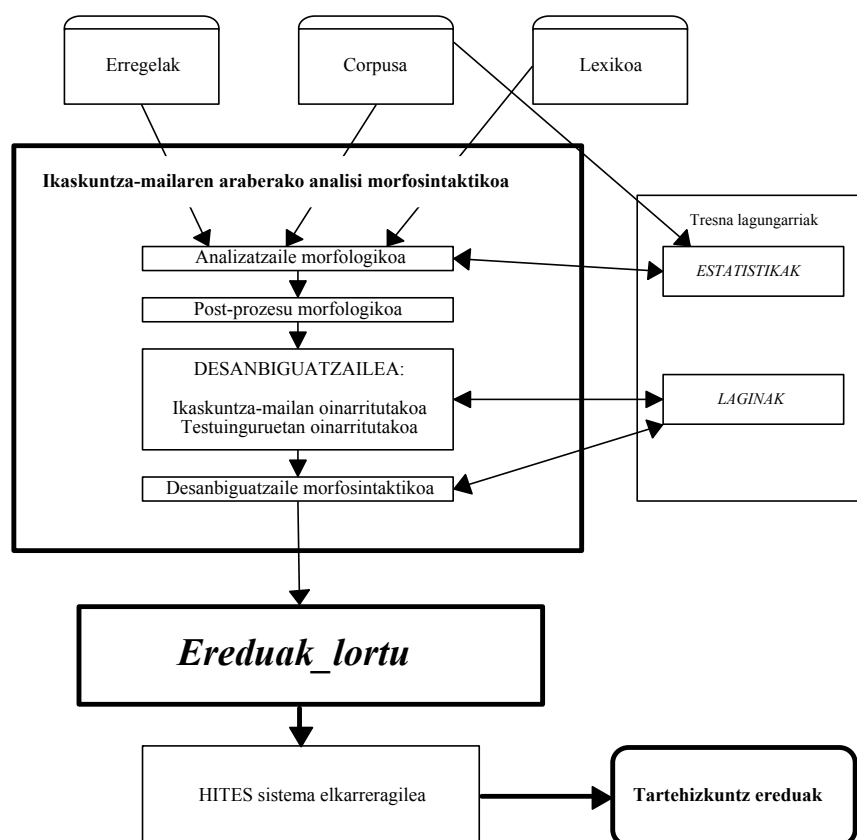 Erregelak
Corpusa
Lexikoa
Ikaskuntza-mailaren araberako analisi morfosintaktikoa
Tresna lagungarriak
Analizatzaile morfologikoa
ESTATISTIKAK
Post-prozesu morfologikoa
DESANBIGUATZAILEA:
Ikaskuntza-mailan oinarritutakoa
Testuinguruetan oinarritutakoa
LAGINAK
Desanbiguatzaile morfosintaktikoa
Ereduak_lortu
HITES sistema elkarreragilea
Tartehizkuntz ereduak